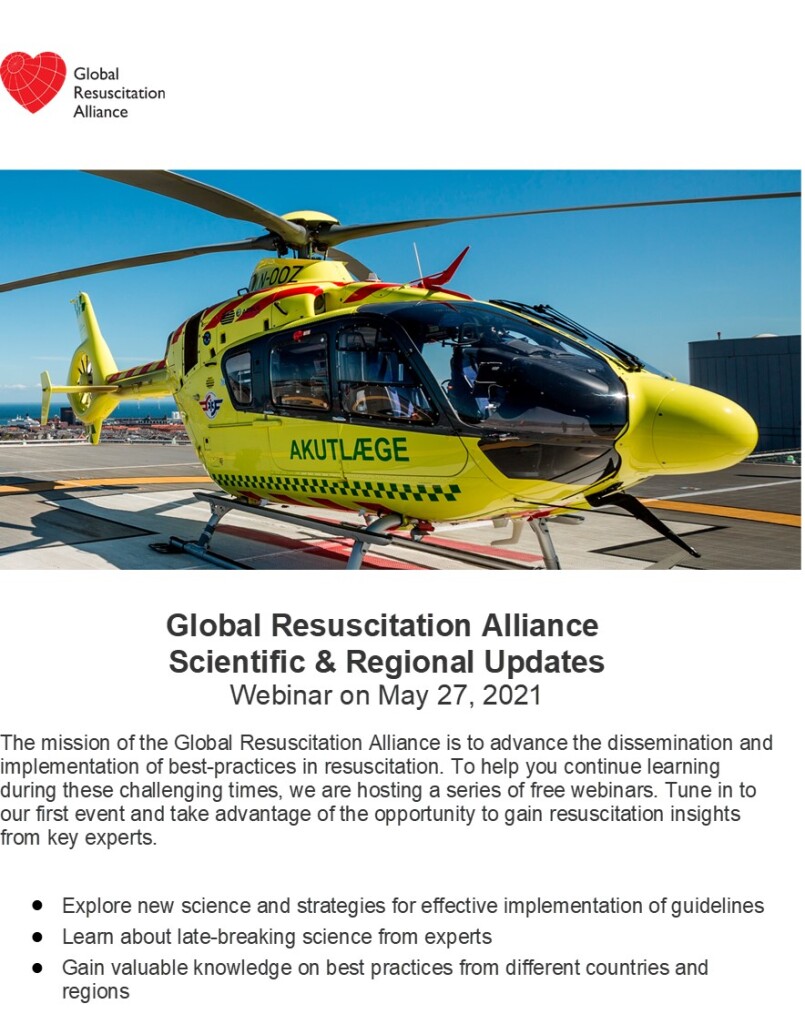 Global
Resuscitation
Alliance
AKUTLÆGE
Global Resuscitation Alliance
Scientific & Regional Updates
Webinar on May 27, 2021
The mission of the Global Resuscitation Alliance is to advance the dissemination and
implementation of best-practices in resuscitation. To help you continue learning
during these challenging times, we are hosting a series of free webinars. Tune in to
our first event and take advantage of the opportunity to gain resuscitation insights
from key experts.
● Explore new science and strategies for effective implementation of guidelines
● Learn about late-breaking science from experts
● Gain valuable knowledge on best practices from different countries and
regions